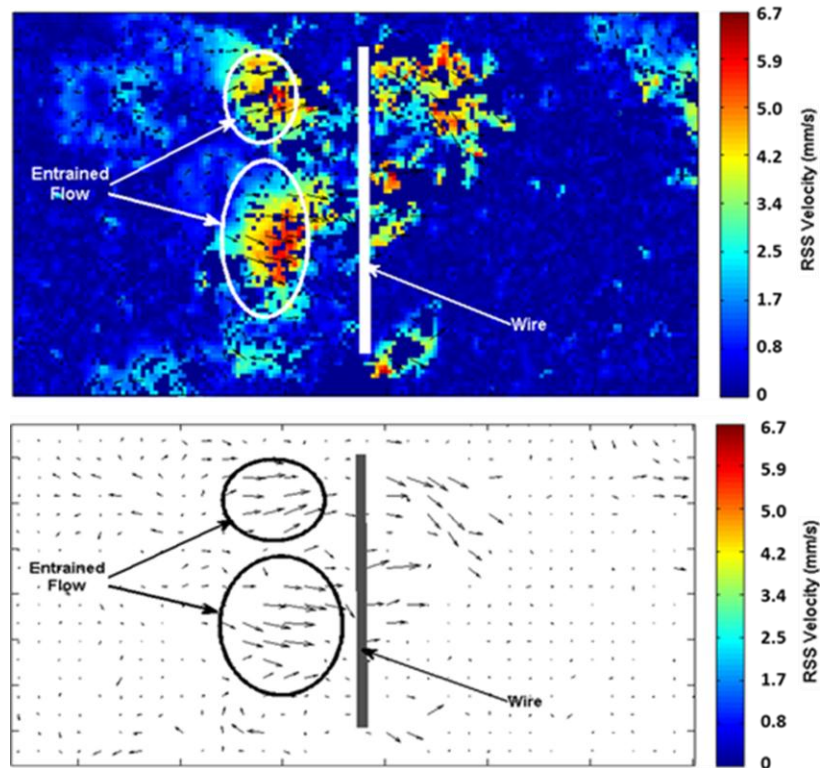 Entrained
Flow
Wire
6.7
5.9
5.0
4.2
3.4
2.5
1.7
0.8
0
RSS Velocity (mm/s)
Entrained
Flow
Wire
6.7
5.9
5.0
4.2
3.4
2.5
1.7
0.8
0
RSS Velocity (mm/s)